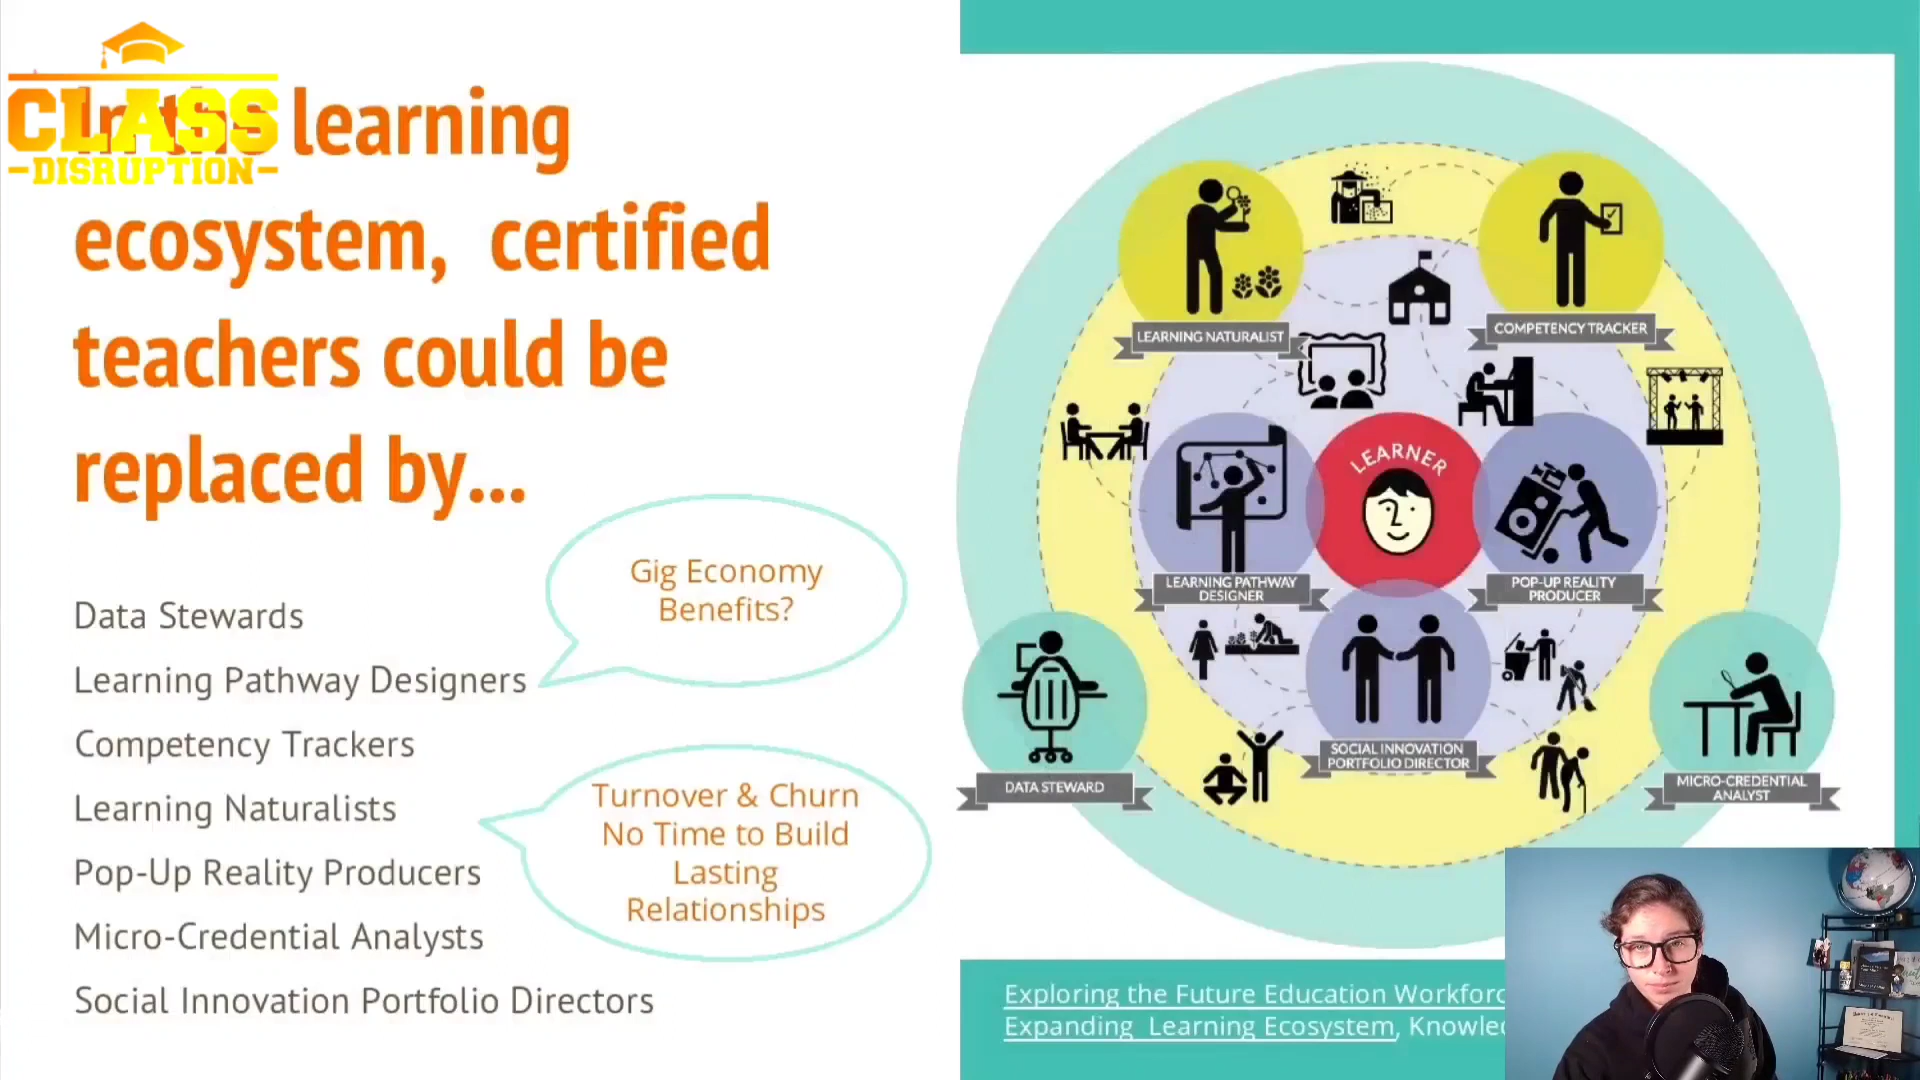 CLASS
-DISRUPTION-
In the learning
ecosystem, certified
teachers could be
replaced by...
Data Stewards
Learning Pathway Designers
Competency Trackers
Learning Naturalists
Pop-Up Reality Producers
Micro-Credential Analysts
Social Innovation Portfolio Directors
Gig Economy
Benefits?
Turnover & Churn
No Time to Build
Lasting
Relationships
LEARNING NATURALIST
COMPETENCY TRACKER
LEARNER
LEARNING PATHWAY
DESIGNER
POP-UP REALITY
PRODUCER
SOCIAL INNOVATION
PORTFOLIO DIRECTOR
DATA STEWARD
MICRO-CREDENTIAL
ANALYST
Exploring the Future Education Workforc
Expanding Learning Ecosystem, Knowle